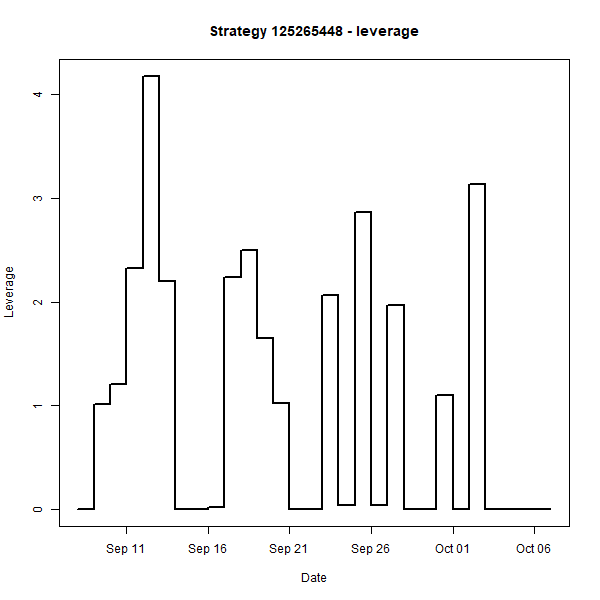 Strategy 125265448 - leverage
4
3
2
1
0
Leverage
Sep 11 Sep 16 Sep 21 Sep 26 Oct 01 Oct 06
Date